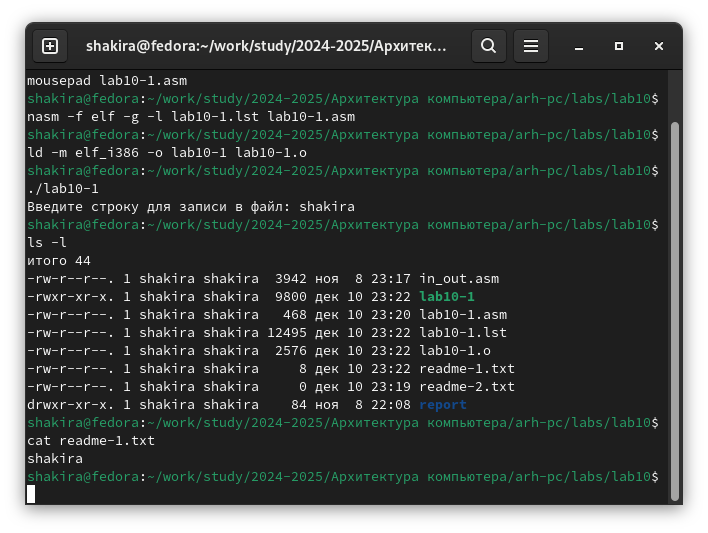 shakira@fedora:~/work/study/2024-2025/Архитек...
mousepad lab10-1.asm
shakira@fedora:~/work/study/2024-2025/Архитектура компьютера/arh-pc/labs/lab10$
nasm -f elf -g -l lab10-1.lst lab10-1.asm
shakira@fedora:~/work/study/2024-2025/Архитектура компьютера/arh-pc/labs/lab10$
ld -m elf_i386 -o lab10-1 lab10-1.o
shakira@fedora:~/work/study/2024-2025/Архитектура компьютера/arh-pc/labs/lab10$
./lab10-1
Введите строку для записи в файл: shakira
shakira@fedora:~/work/study/2024-2025/Архитектура компьютера/arh-pc/labs/lab10$
ls -l
итого 44
-rw-r--r--. 1 shakira shakira  3942 ноя  8 23:17 in_out.asm
-rwxr-xr-x. 1 shakira shakira  9800 дек 10 23:22 lab10-1
-rw-r--r--. 1 shakira shakira   468 дек 10 23:20 lab10-1.asm
-rw-r--r--. 1 shakira shakira 12495 дек 10 23:22 lab10-1.lst
-rw-r--r--. 1 shakira shakira  2576 дек 10 23:22 lab10-1.o
-rw-r--r--. 1 shakira shakira     8 дек 10 23:22 readme-1.txt
-rw-r--r--. 1 shakira shakira     0 дек 10 23:19 readme-2.txt
drwxr-xr-x. 1 shakira shakira    84 ноя  8 22:08 report
shakira@fedora:~/work/study/2024-2025/Архитектура компьютера/arh-pc/labs/lab10$
cat readme-1.txt
shakira
shakira@fedora:~/work/study/2024-2025/Архитектура компьютера/arh-pc/labs/lab10$